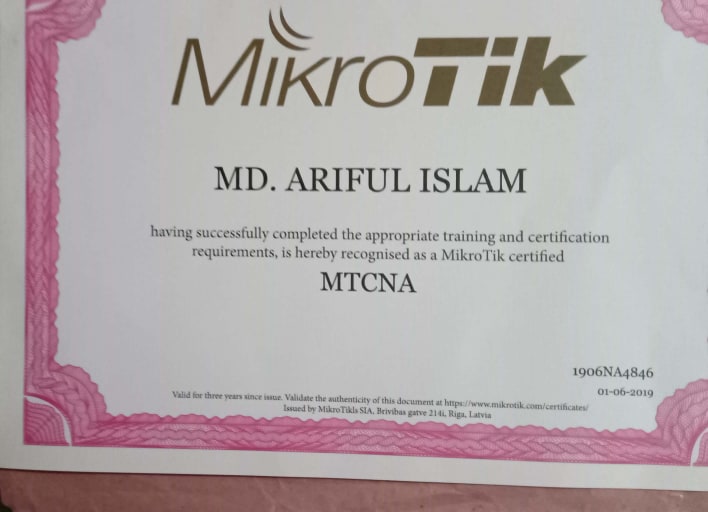 MikroTik
MD. ARIFUL ISLAM
having successfully completed the appropriate training and certification
requirements, is hereby recognised as a MikroTik certified
MTCNA
1906NA4846
01-06-2019
Valid for three years since issue. Validate the authenticity of this document at https://www.mikrotik.com/certificates/
Issued by MikroTikls SIA, Brivibas gatve 214i, Riga, Latvia